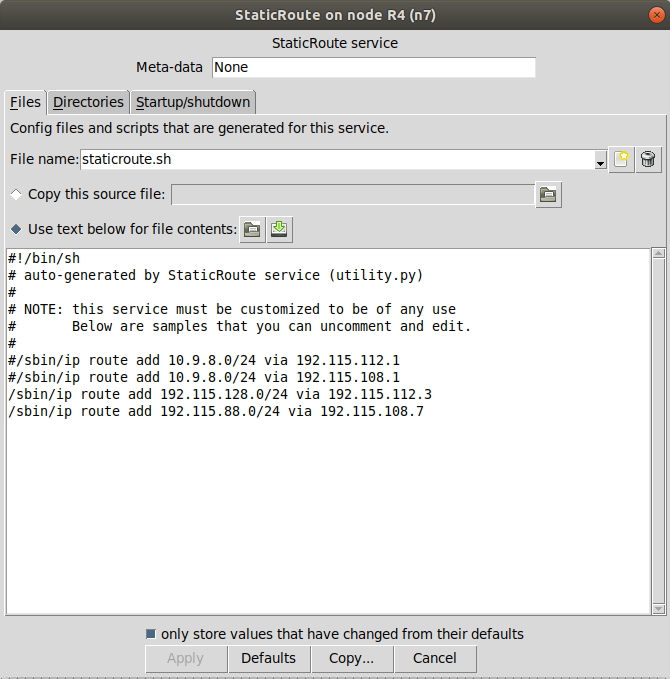 StaticRoute on node R4 (n7)
StaticRoute service
Meta-data None
Files Directories Startup/shutdown
Config files and scripts that are generated for this service.
File name: staticroute.sh
Copy this source file:
Use text below for file contents:
#!/bin/sh
# auto-generated by StaticRoute service (utility.py)
#
# NOTE: this service must be customized to be of any use
#       Below are samples that you can uncomment and edit.
#
#/sbin/ip route add 10.9.8.0/24 via 192.115.112.1
#/sbin/ip route add 10.9.8.0/24 via 192.115.108.1
/sbin/ip route add 192.115.128.0/24 via 192.115.112.3
/sbin/ip route add 192.115.88.0/24 via 192.115.108.7
only store values that have changed from their defaults
Apply Defaults Copy... Cancel